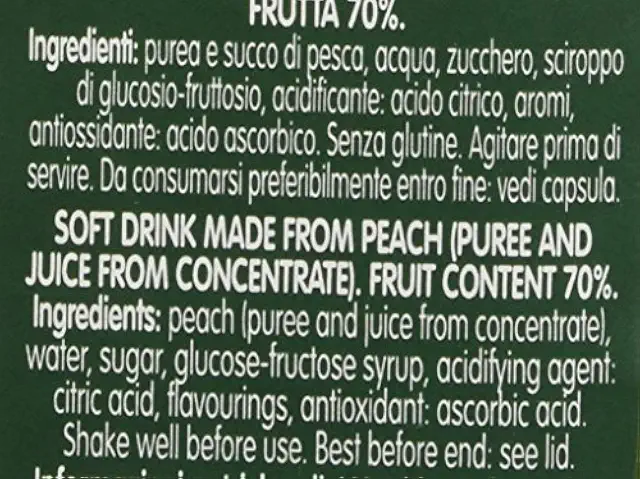 FRUTTA 70%.
Ingredienti: purea e succo di pesca, acqua, zucchero, sciroppo
di glucosio-fruttosio, acidificante: acido citrico, aromi,
antiossidante: acido ascorbico. Senza glutine. Agitare prima di
servire. Da consumarsi preferibilmente entro fine: vedi capsula.
SOFT DRINK MADE FROM PEACH (PUREE AND
JUICE FROM CONCENTRATE). FRUIT CONTENT 70%.
Ingredients: peach (puree and juice from concentrate),
water, sugar, glucose-fructose syrup, acidifying agent:
citric acid, flavourings, antioxidant: ascorbic acid.
Shake well before use. Best before end: see lid.